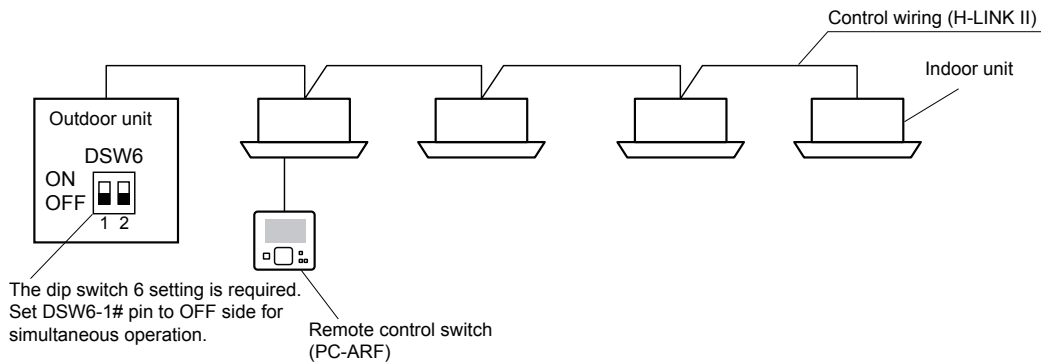 Control wiring (H-LINK II)
Indoor unit
Outdoor unit
DSW6
ON
OFF
1 2
The dip switch 6 setting is required.
Set DSW6-1# pin to OFF side for
simultaneous operation.
Remote control switch
(PC-ARF)